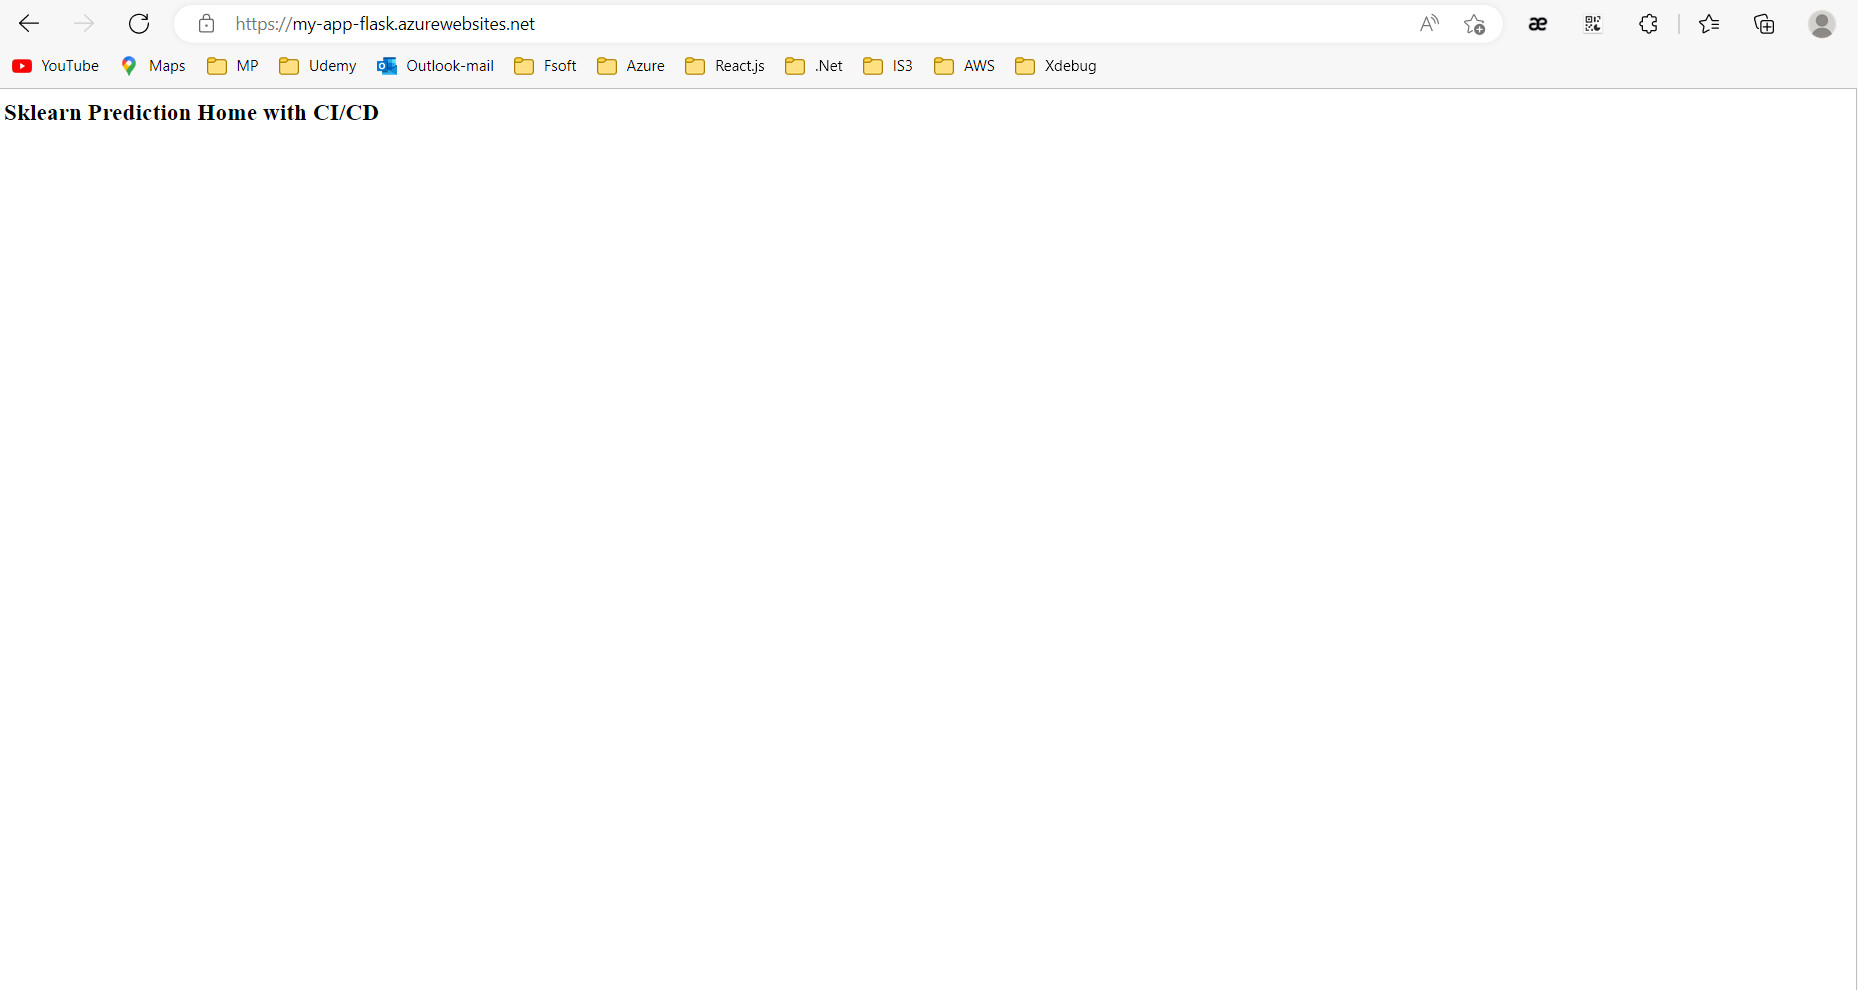 https://my-app-flask.azurewebsites.net
YouTube Maps MP Udemy Outlook-mail Fsoft Azure React.js .Net IS3 AWS Xdebug
Sklearn Prediction Home with CI/CD